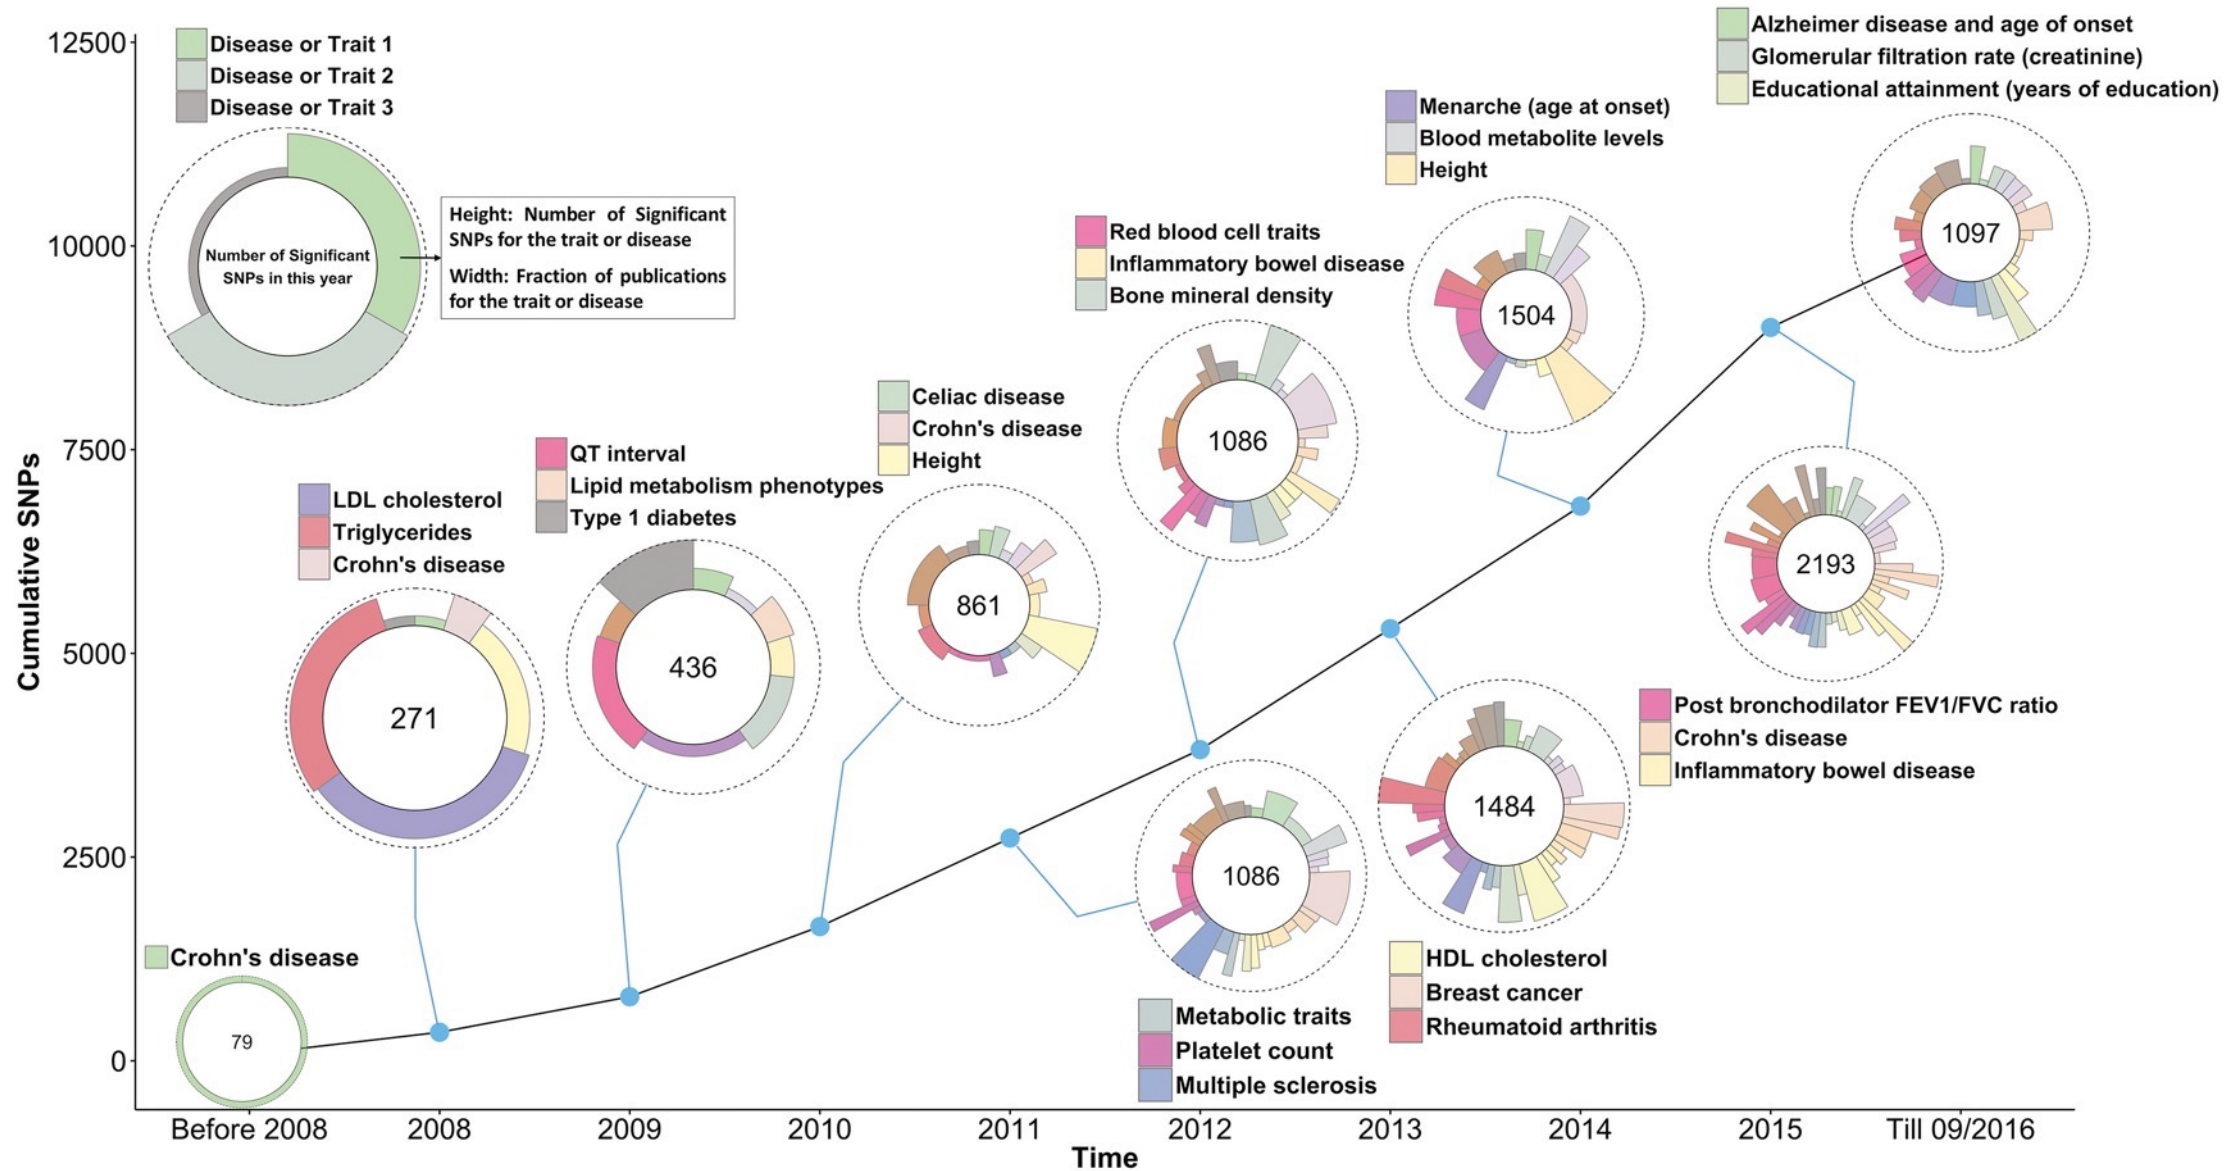 12500
10000
7500
5000
2500
0
Cumulative SNPs
Disease or Trait 1
Disease or Trait 2
Disease or Trait 3
Number of Significant
SNPs in this year
Height: Number of Significant
SNPs for the trait or disease
Width: Fraction of publications
for the trait or disease
Crohn's disease
79
LDL cholesterol
Triglycerides
Crohn's disease
271
QT interval
Lipid metabolism phenotypes
Type 1 diabetes
436
Celiac disease
Crohn's disease
Height
861
Red blood cell traits
Inflammatory bowel disease
Bone mineral density
1086
1086
Metabolic traits
Platelet count
Multiple sclerosis
Menarche (age at onset)
Blood metabolite levels
Height
1504
1484
HDL cholesterol
Breast cancer
Rheumatoid arthritis
Alzheimer disease and age of onset
Glomerular filtration rate (creatinine)
Educational attainment (years of education)
1097
2193
Post bronchodilator FEV1/FVC ratio
Crohn's disease
Inflammatory bowel disease
Before 2008
2008
2009
2010
2011
2012
2013
2014
2015
Till 09/2016
Time